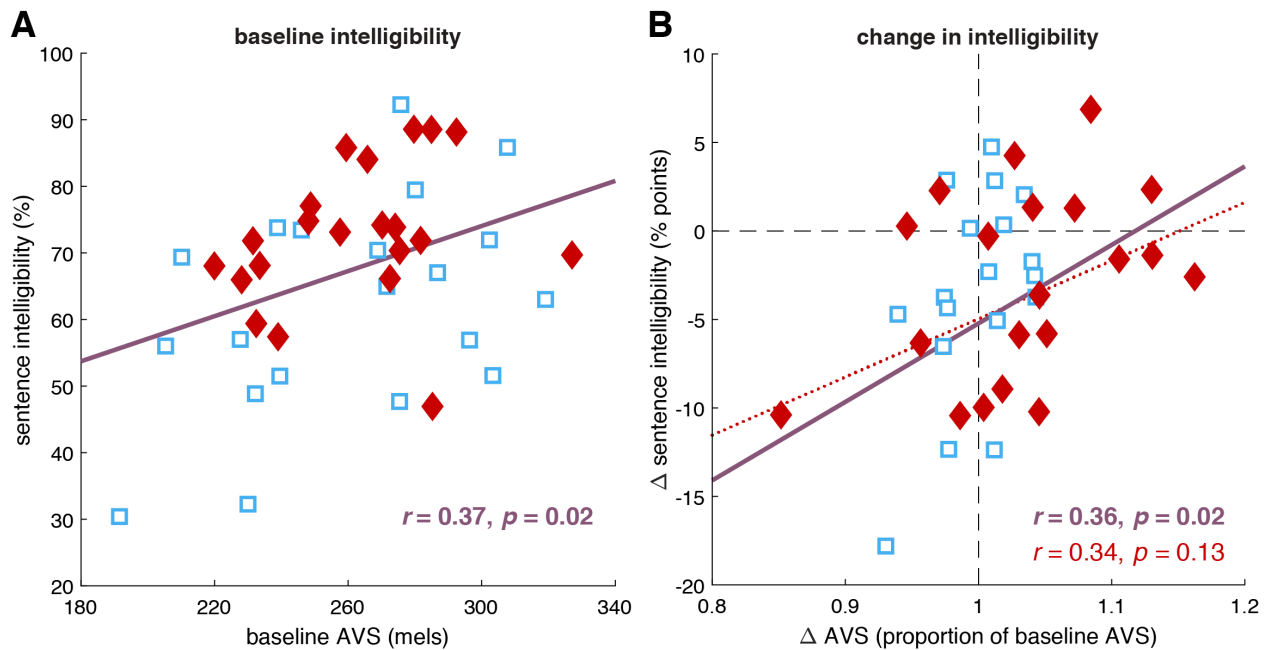 A
baseline intelligibility
sentence intelligibility (%)
100
90
80
70
60
50
40
30
20
r = 0.37, p = 0.02
180
220
260
300
340
baseline AVS (mels)
B
change in intelligibility
Δ sentence intelligibility (% points)
10
5
0
-5
-10
-15
-20
r = 0.36, p = 0.02
r = 0.34, p = 0.13
0.8
0.9
1
1.1
1.2
Δ AVS (proportion of baseline AVS)